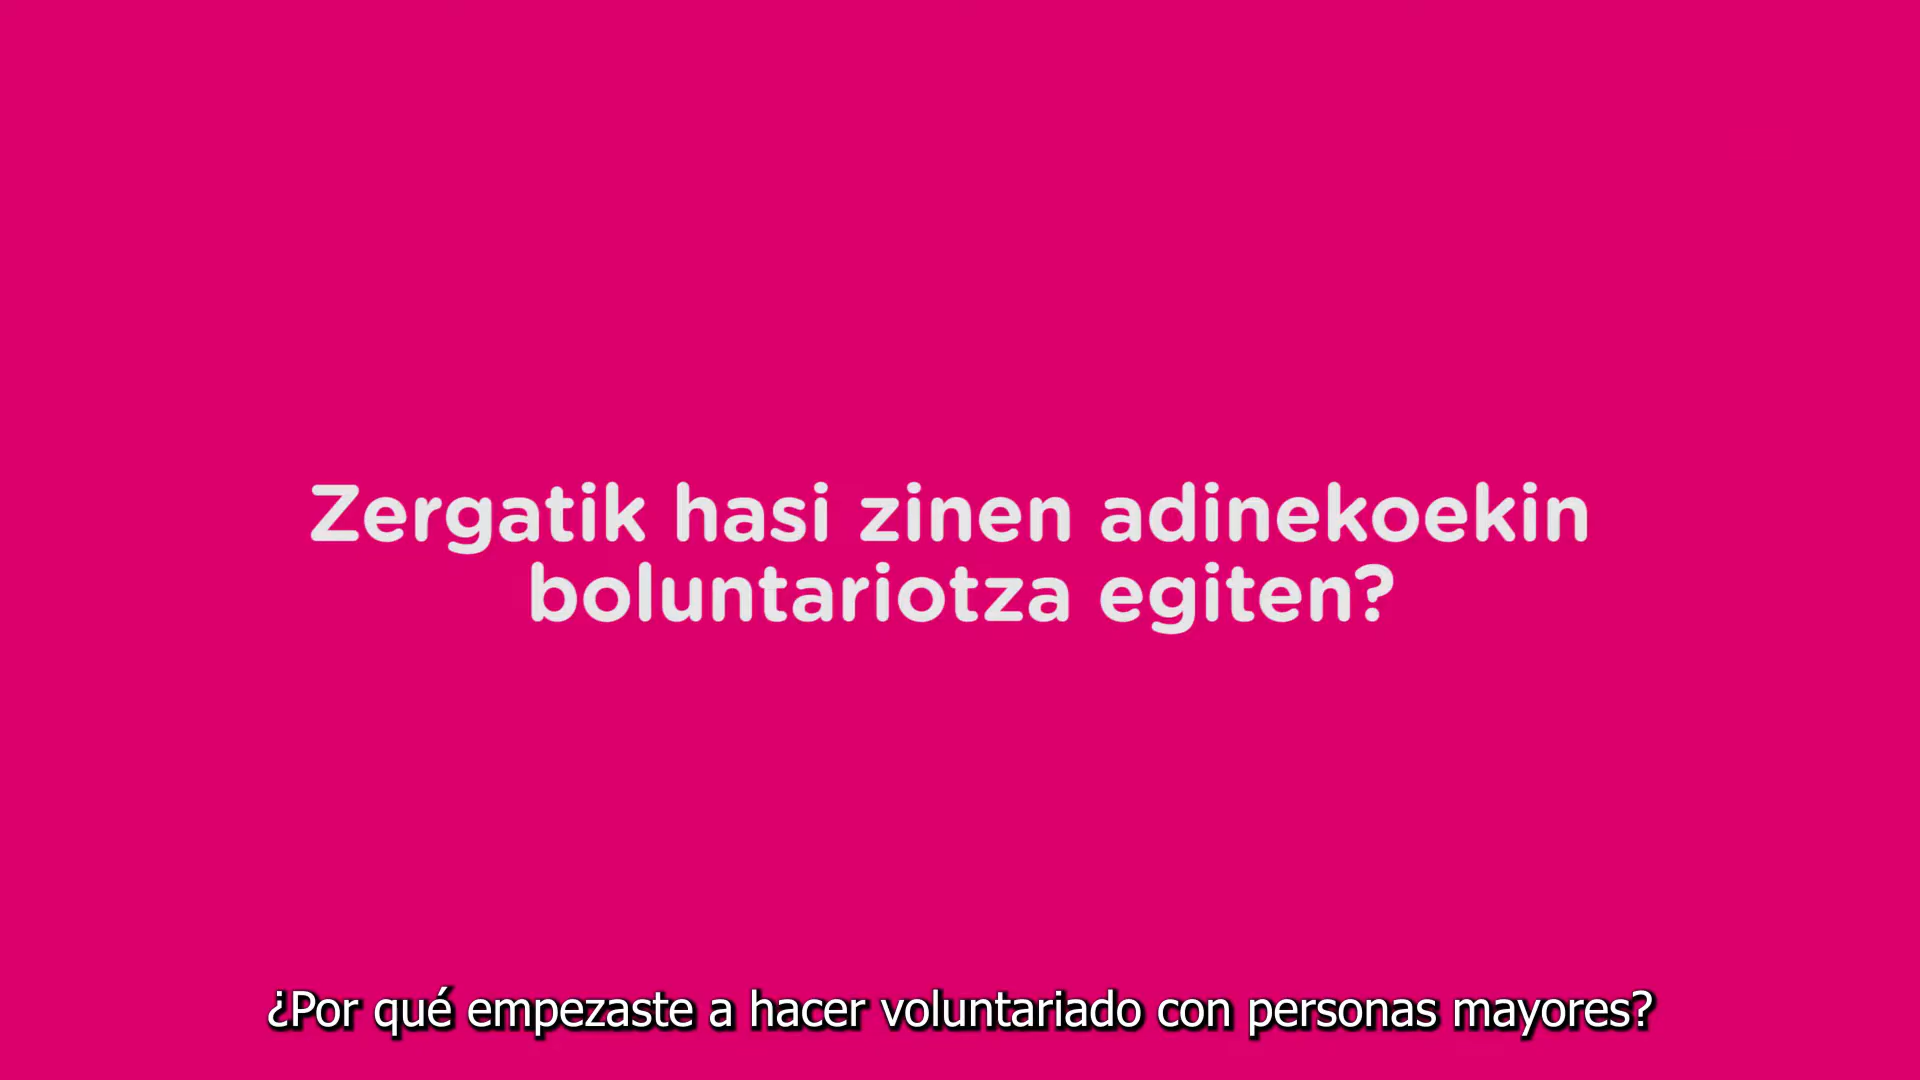 Zergatik hasi zinen adinekoekin
boluntariotza egiten?
¿Por qué empezaste a hacer voluntariado con personas mayores?